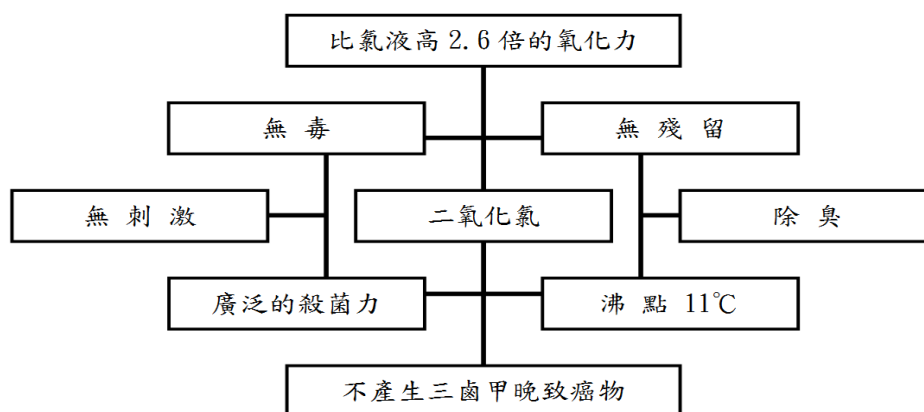 比氯液高 2.6 倍的氧化力
無 毒
無 殘 留
無 刺 激
二氧化氯
除 臭
廣泛的殺菌力
沸 點 11℃
不產生三鹵甲晚致癌物